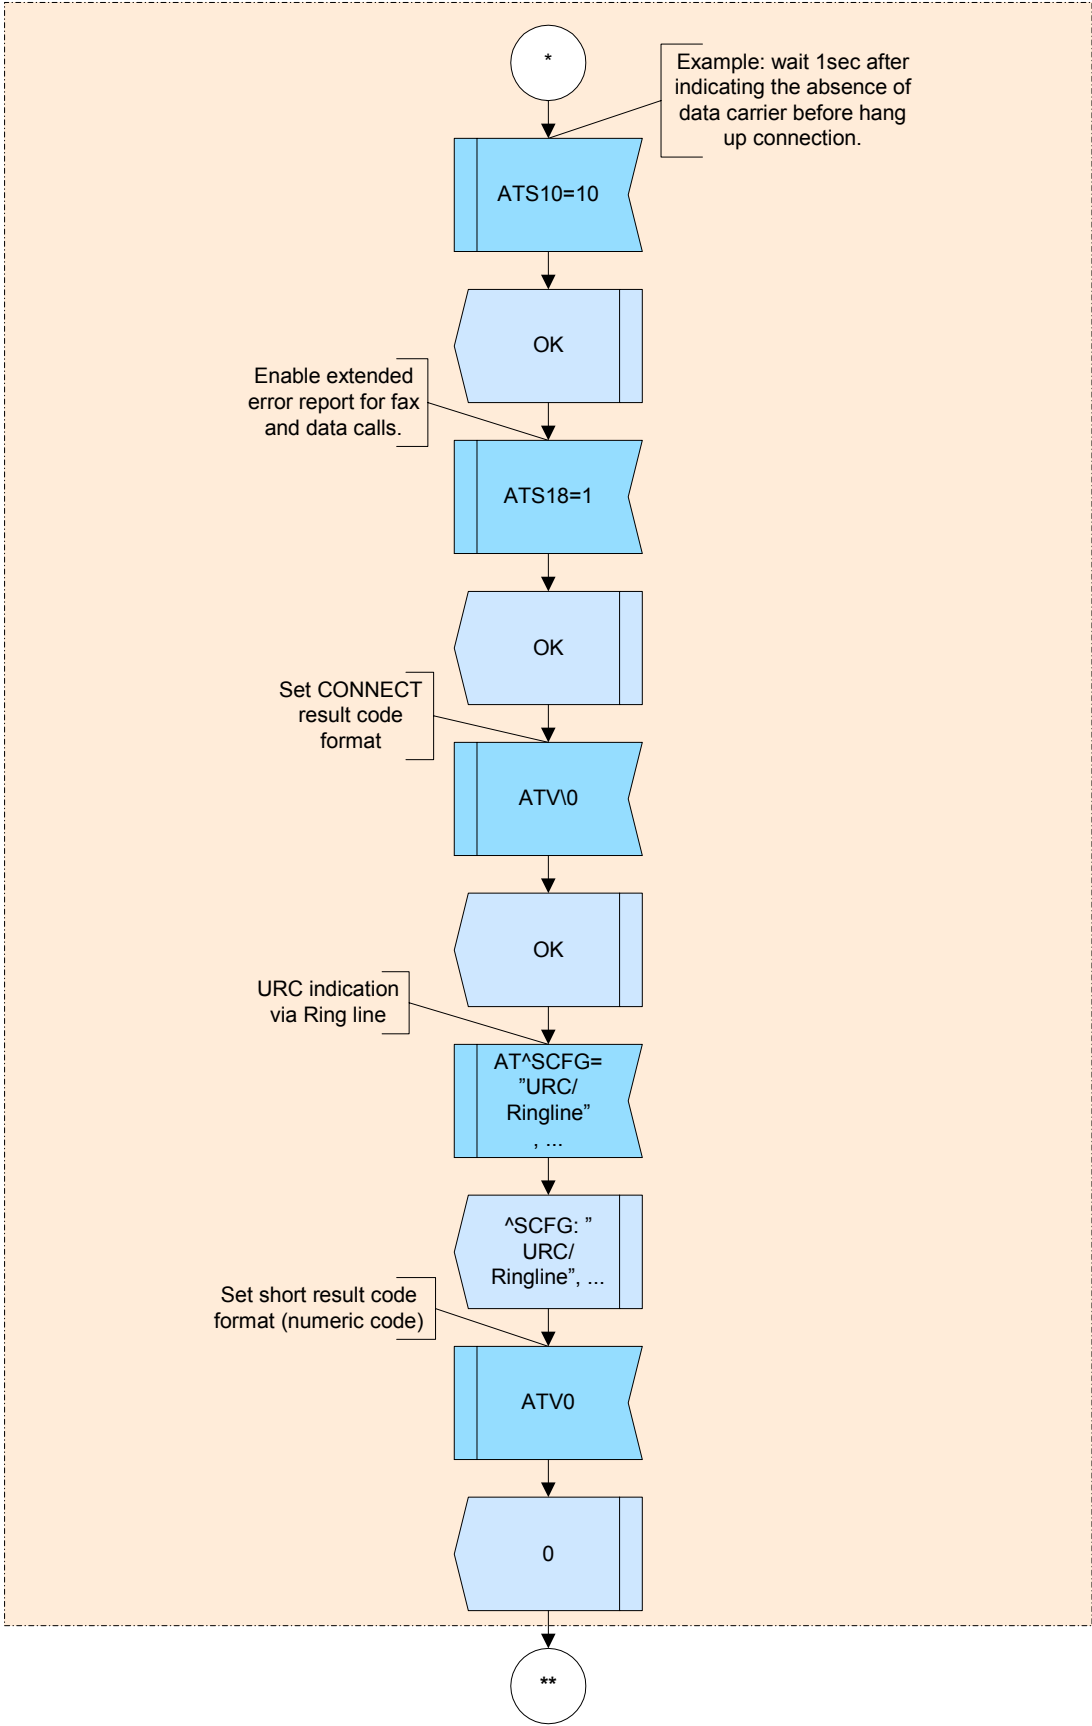 *
Example: wait 1sec after
indicating the absence of
data carrier before hang
up connection.
ATS10=10
OK
Enable extended
error report for fax
and data calls.
ATS18=1
OK
Set CONNECT
result code
format
ATV\0
OK
URC indication
via Ring line
AT^SCFG=
”URC/
Ringline”
, ...
^SCFG: ”
URC/
Ringline”, ...
Set short result code
format (numeric code)
ATV0
0
**